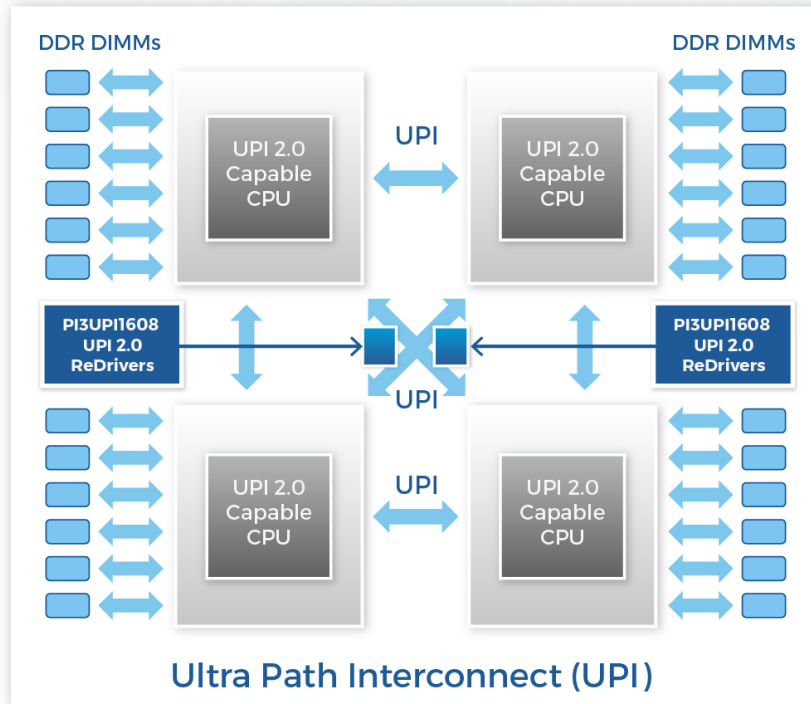 DDR DIMMs
DDR DIMMs
UPI 2.0
Capable
CPU
UPI
UPI 2.0
Capable
CPU
PI3UPI1608
UPI 2.0
ReDrivers
PI3UPI1608
UPI 2.0
ReDrivers
UPI
UPI 2.0
Capable
CPU
UPI
UPI 2.0
Capable
CPU
Ultra Path Interconnect (UPI)